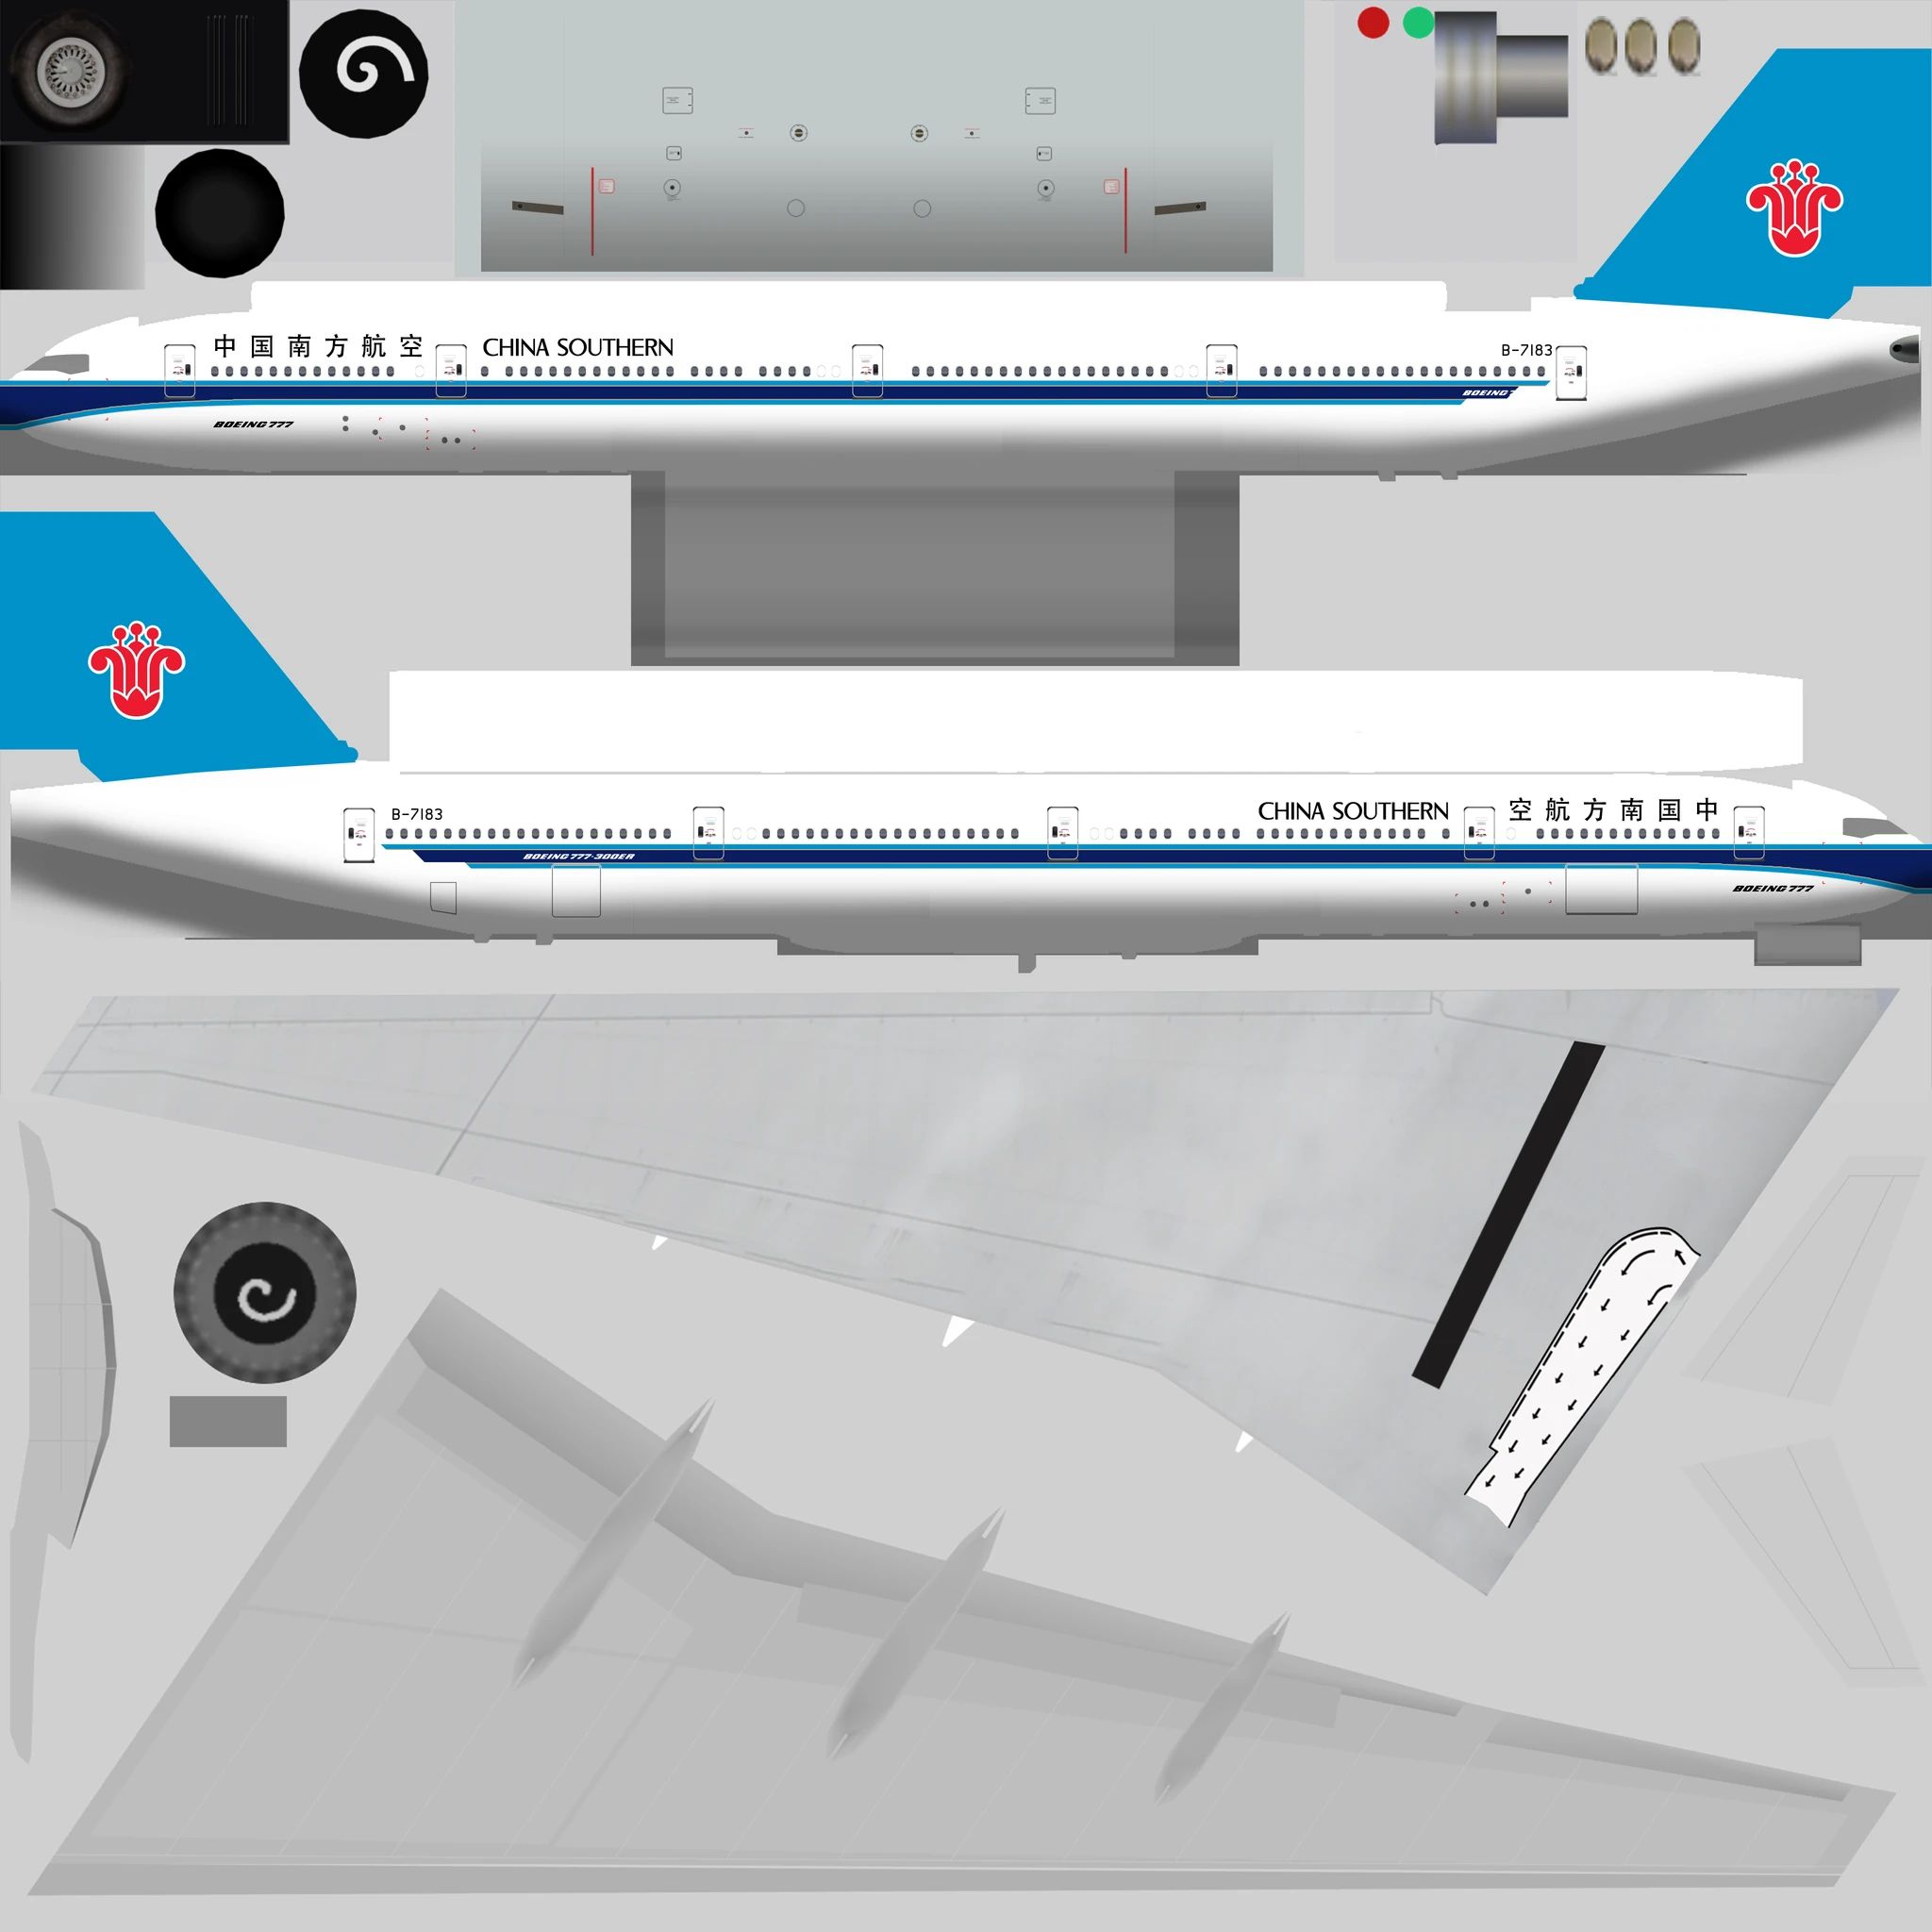 中国南方航空 CHINA SOUTHERN
B-7183
BOEING
BOEING 777
B-7183
CHINA SOUTHERN 空航方南国中
BOEING 777-300ER
BOEING 777